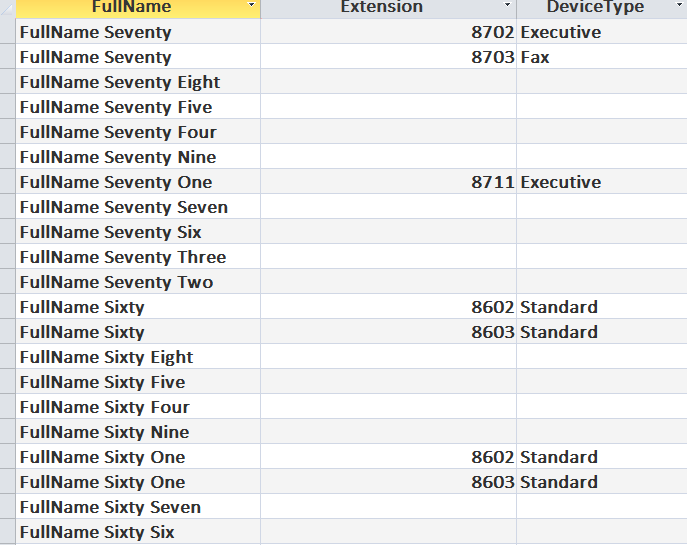 FullName Extension DeviceType
FullName Seventy 8702 Executive
FullName Seventy 8703 Fax
FullName Seventy Eight
FullName Seventy Five
FullName Seventy Four
FullName Seventy Nine
FullName Seventy One 8711 Executive
FullName Seventy Seven
FullName Seventy Six
FullName Seventy Three
FullName Seventy Two
FullName Sixty 8602 Standard
FullName Sixty 8603 Standard
FullName Sixty Eight
FullName Sixty Five
FullName Sixty Four
FullName Sixty Nine
FullName Sixty One 8602 Standard
FullName Sixty One 8603 Standard
FullName Sixty Seven
FullName Sixty Six